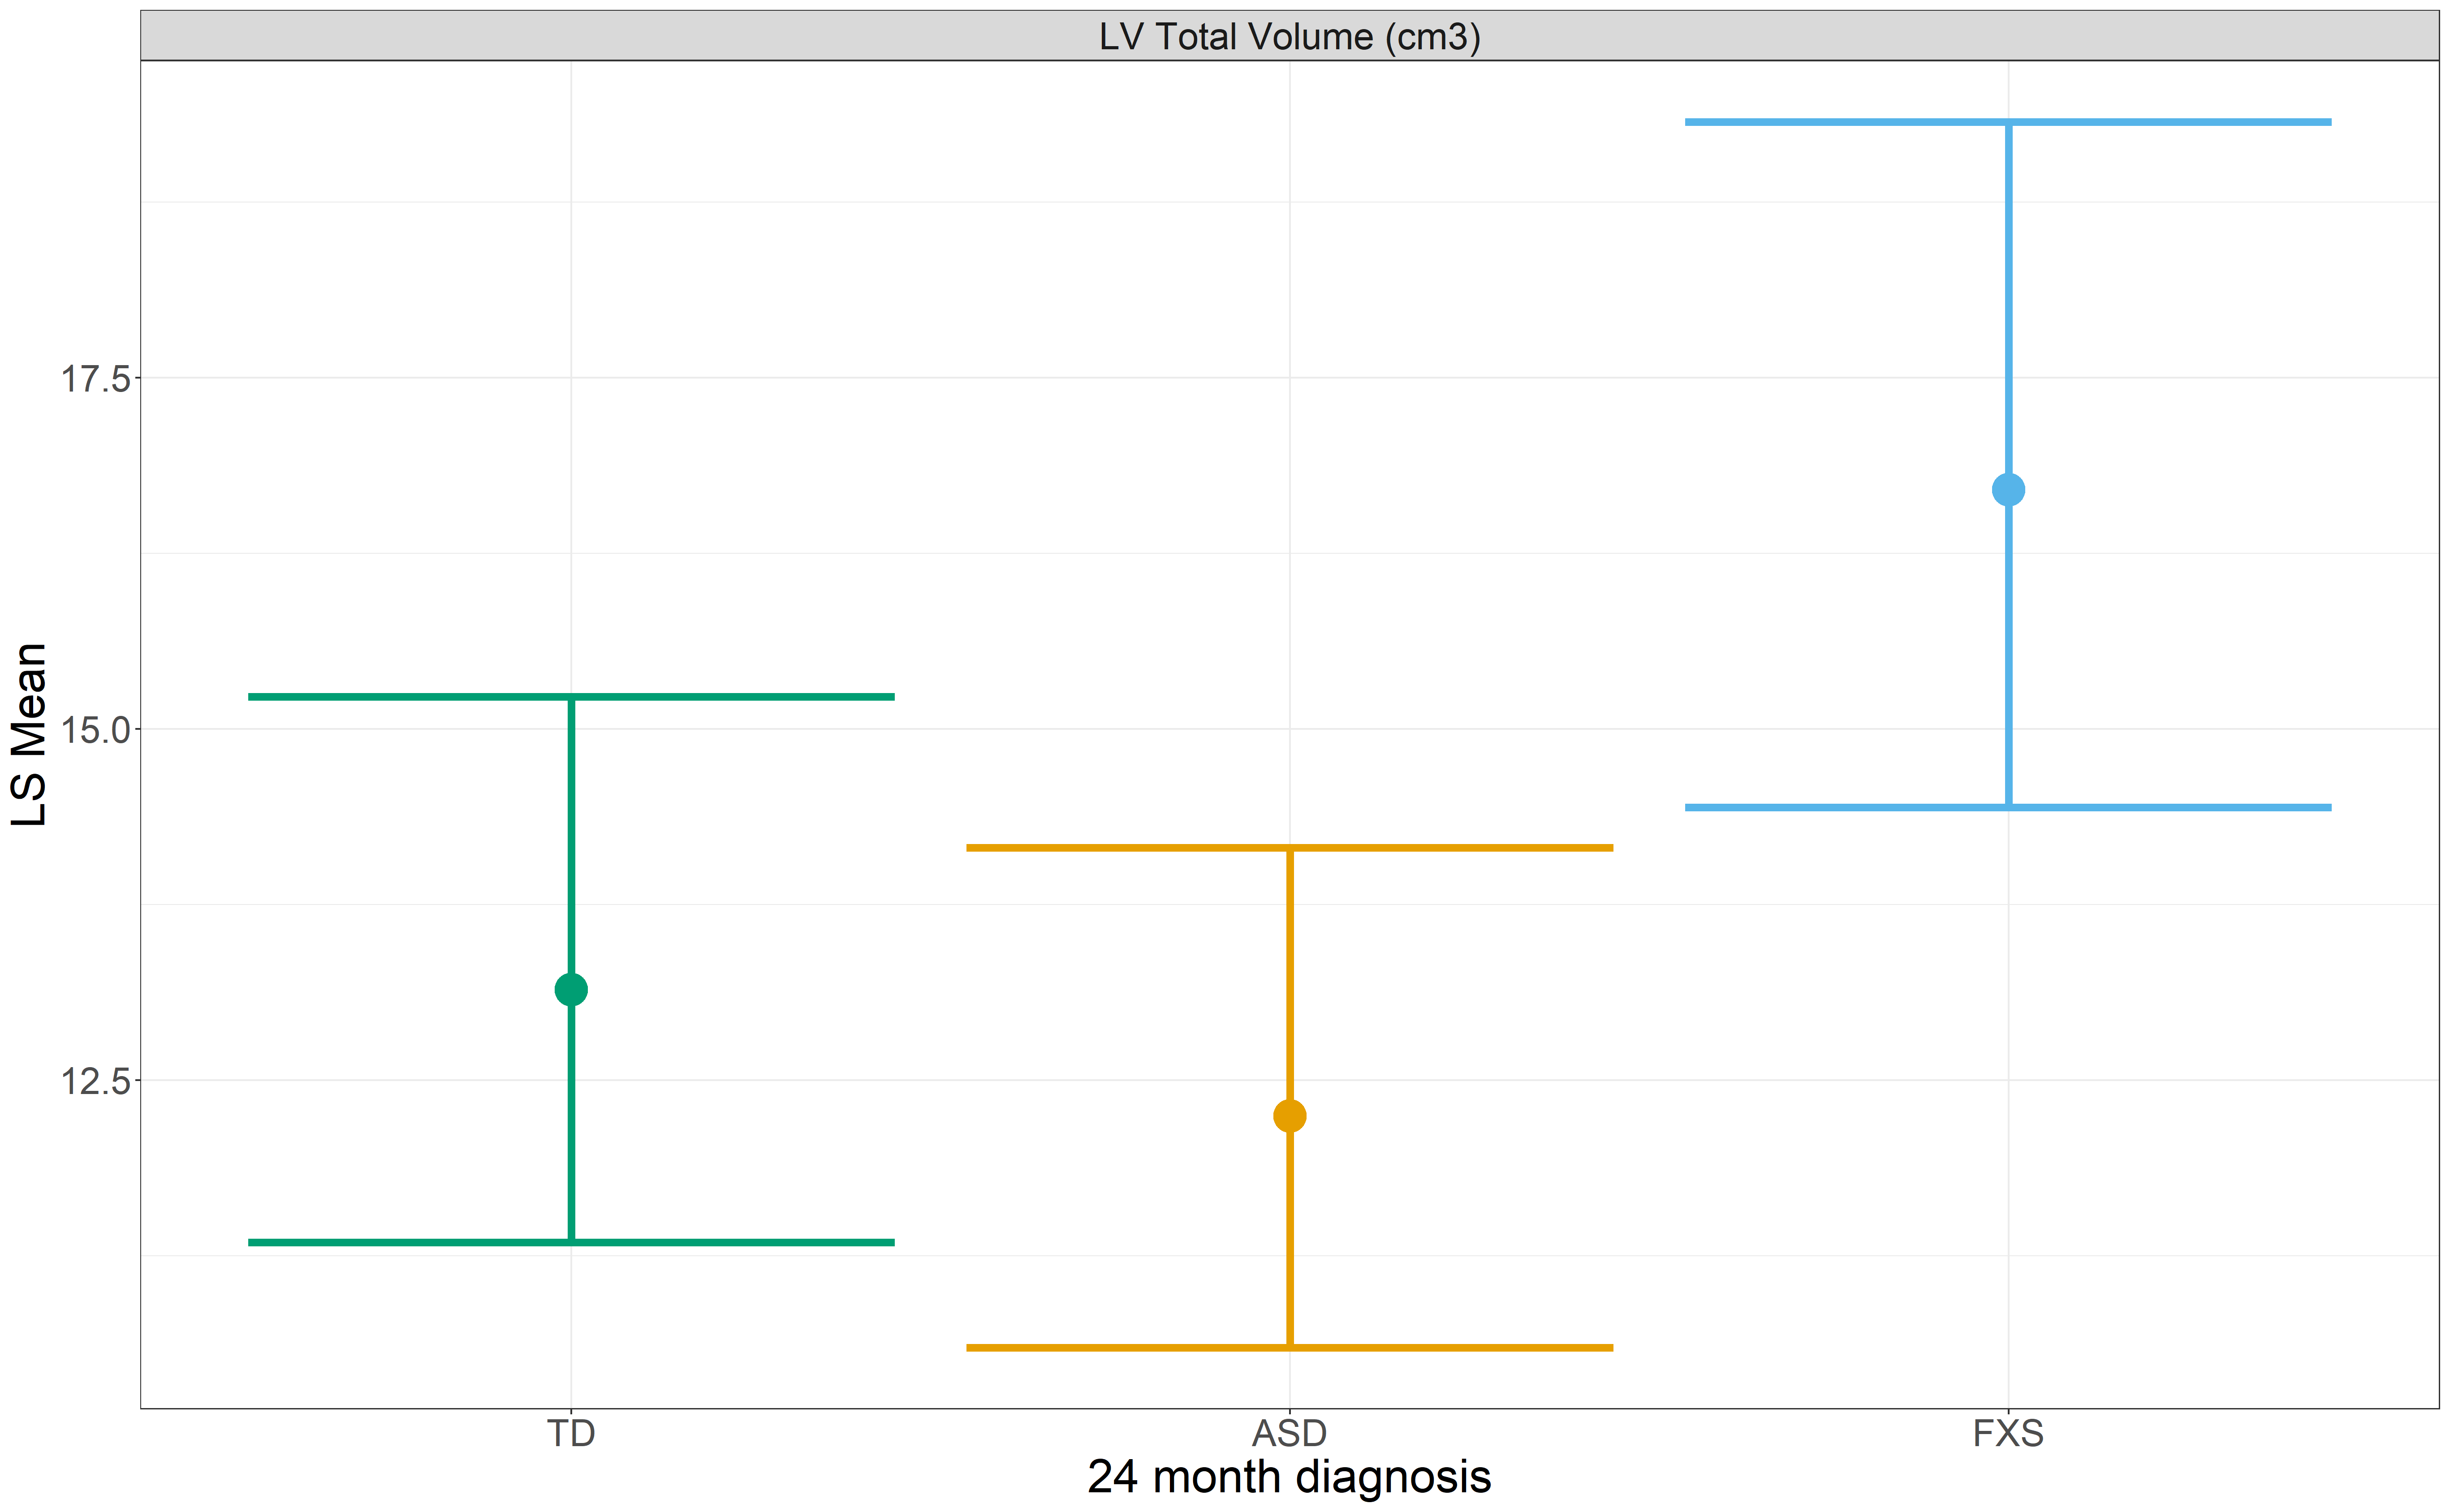 LV Total Volume (cm3)
17.5
15.0
12.5
LS Mean
TD ASD FXS
24 month diagnosis